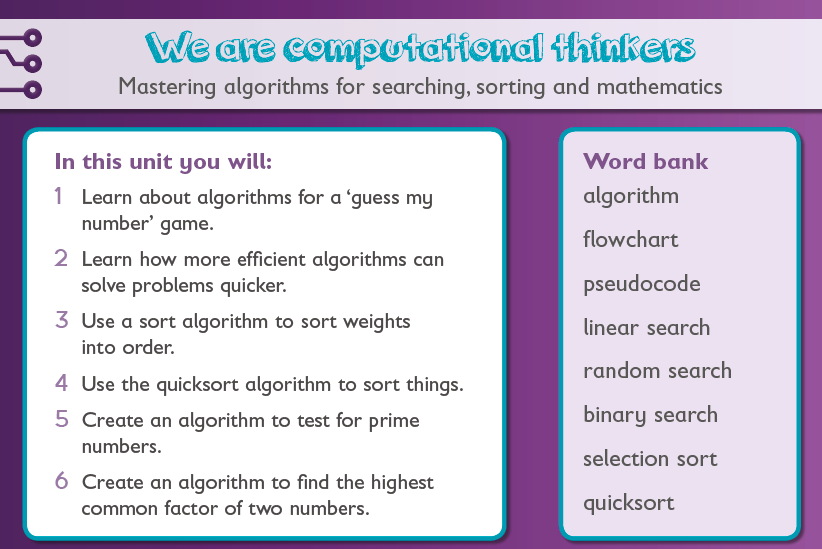 We are computational thinkers
Mastering algorithms for searching, sorting and mathematics
In this unit you will:
1 Learn about algorithms for a ‘guess my
number’ game.
2 Learn how more efficient algorithms can
solve problems quicker.
3 Use a sort algorithm to sort weights
into order.
4 Use the quicksort algorithm to sort things.
5 Create an algorithm to test for prime
numbers.
6 Create an algorithm to find the highest
common factor of two numbers.
Word bank
algorithm
flowchart
pseudocode
linear search
random search
binary search
selection sort
quicksort